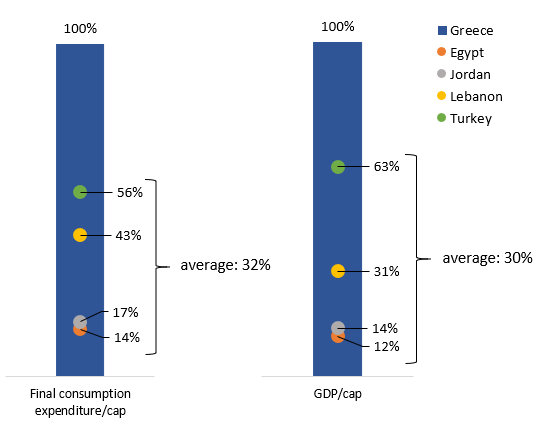 100%
56%
43%
17%
14%
average: 32%
Final consumption
expenditure/cap
100%
63%
31%
14%
12%
average: 30%
GDP/cap
Greece
Egypt
Jordan
Lebanon
Turkey